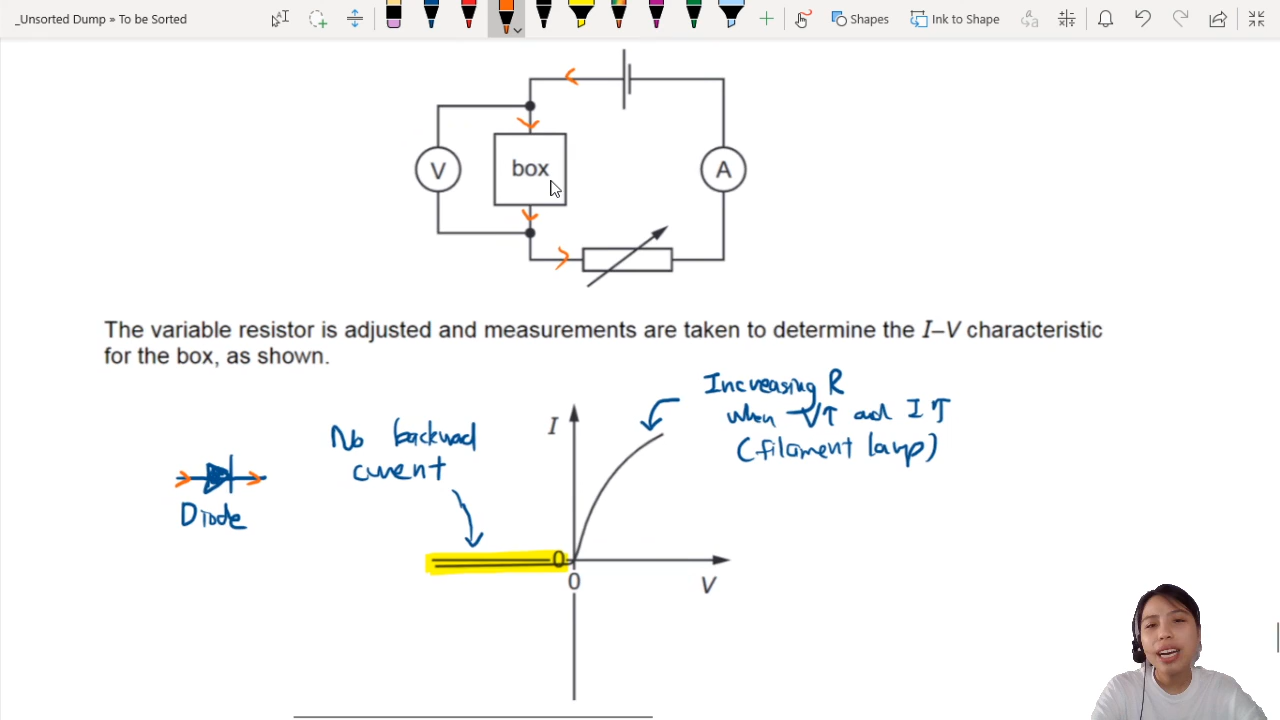 _Unsorted Dump » To be Sorted
Shapes
Ink to Shape
V
box
A
The variable resistor is adjusted and measurements are taken to determine the I–V characteristic
for the box, as shown.
Increasing R
when V↑ and I↑
(filament lamp)
No backward
current
I
Diode
0
0
V